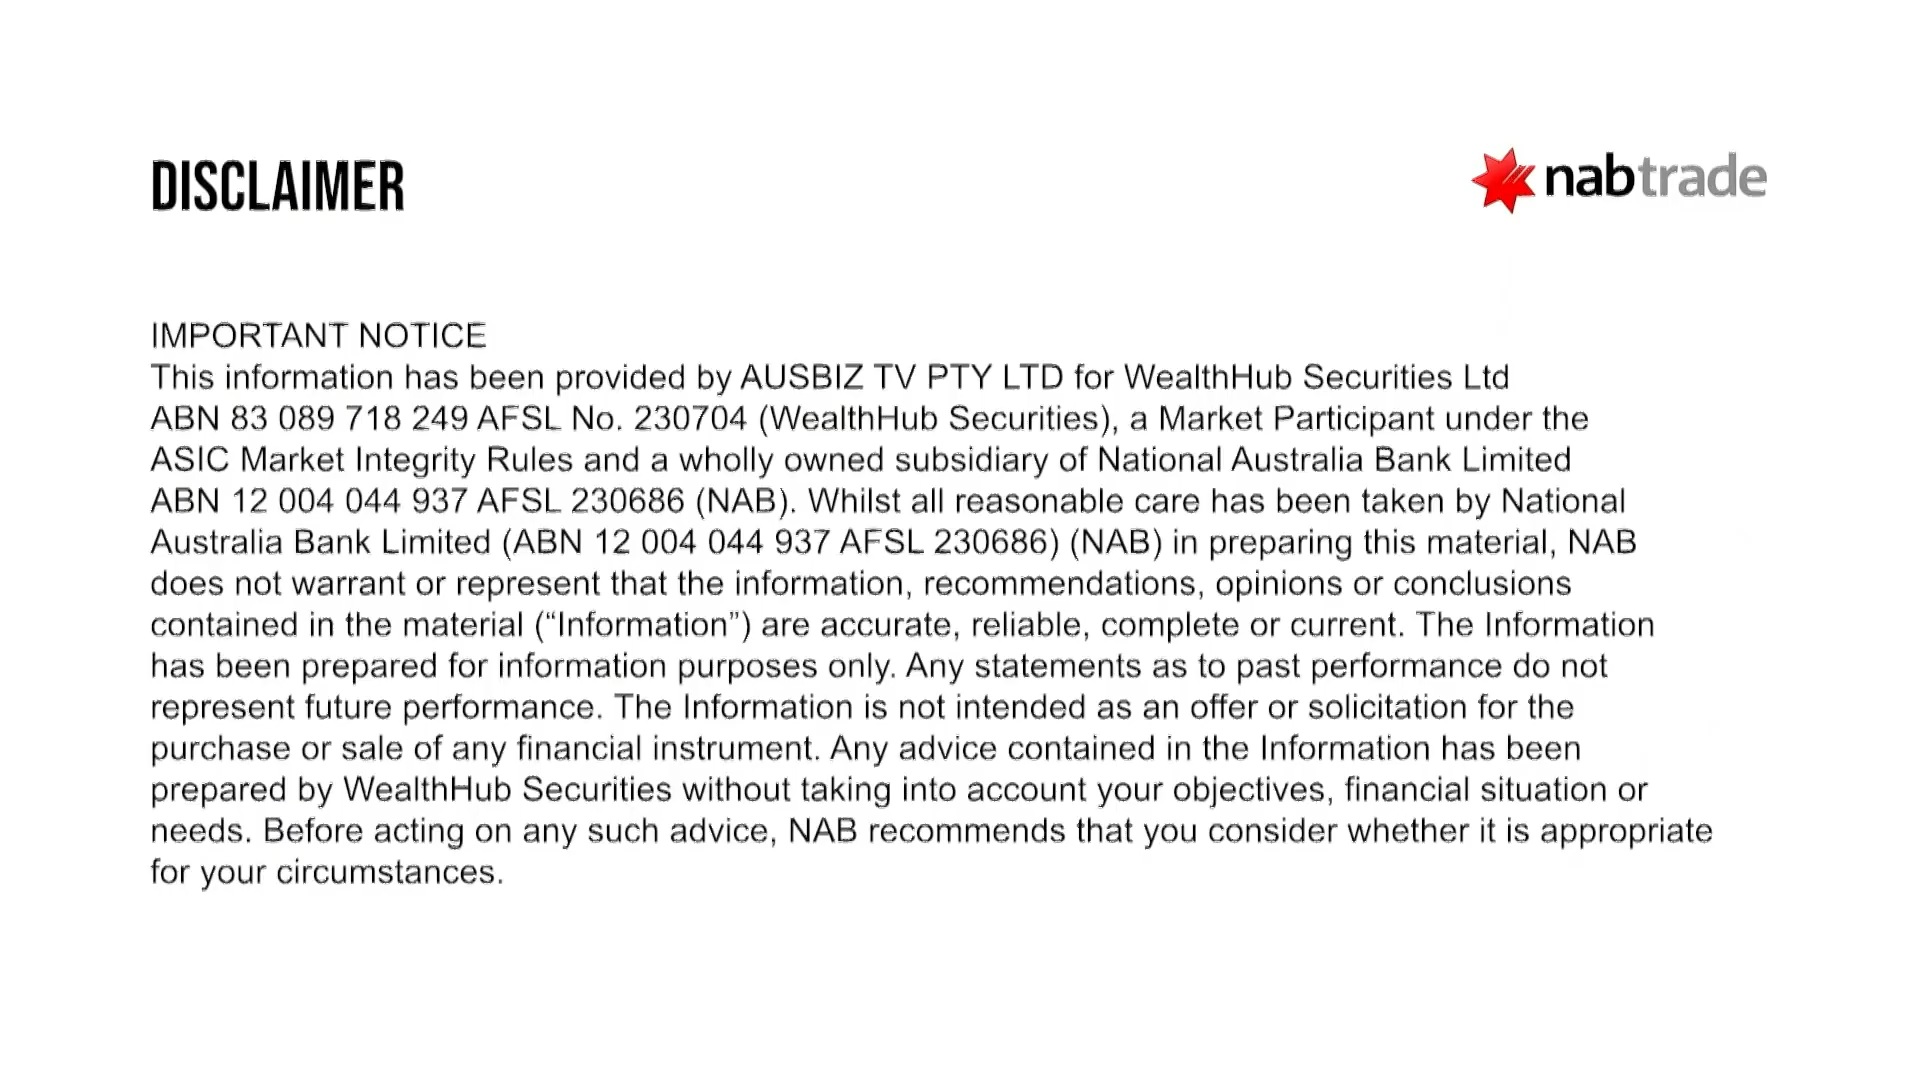 DISCLAIMER
nabtrade
IMPORTANT NOTICE
This information has been provided by AUSBIZ TV PTY LTD for WealthHub Securities Ltd
ABN 83 089 718 249 AFSL No. 230704 (WealthHub Securities), a Market Participant under the
ASIC Market Integrity Rules and a wholly owned subsidiary of National Australia Bank Limited
ABN 12 004 044 937 AFSL 230686 (NAB). Whilst all reasonable care has been taken by National
Australia Bank Limited (ABN 12 004 044 937 AFSL 230686) (NAB) in preparing this material, NAB
does not warrant or represent that the information, recommendations, opinions or conclusions
contained in the material (“Information”) are accurate, reliable, complete or current. The Information
has been prepared for information purposes only. Any statements as to past performance do not
represent future performance. The Information is not intended as an offer or solicitation for the
purchase or sale of any financial instrument. Any advice contained in the Information has been
prepared by WealthHub Securities without taking into account your objectives, financial situation or
needs. Before acting on any such advice, NAB recommends that you consider whether it is appropriate
for your circumstances.